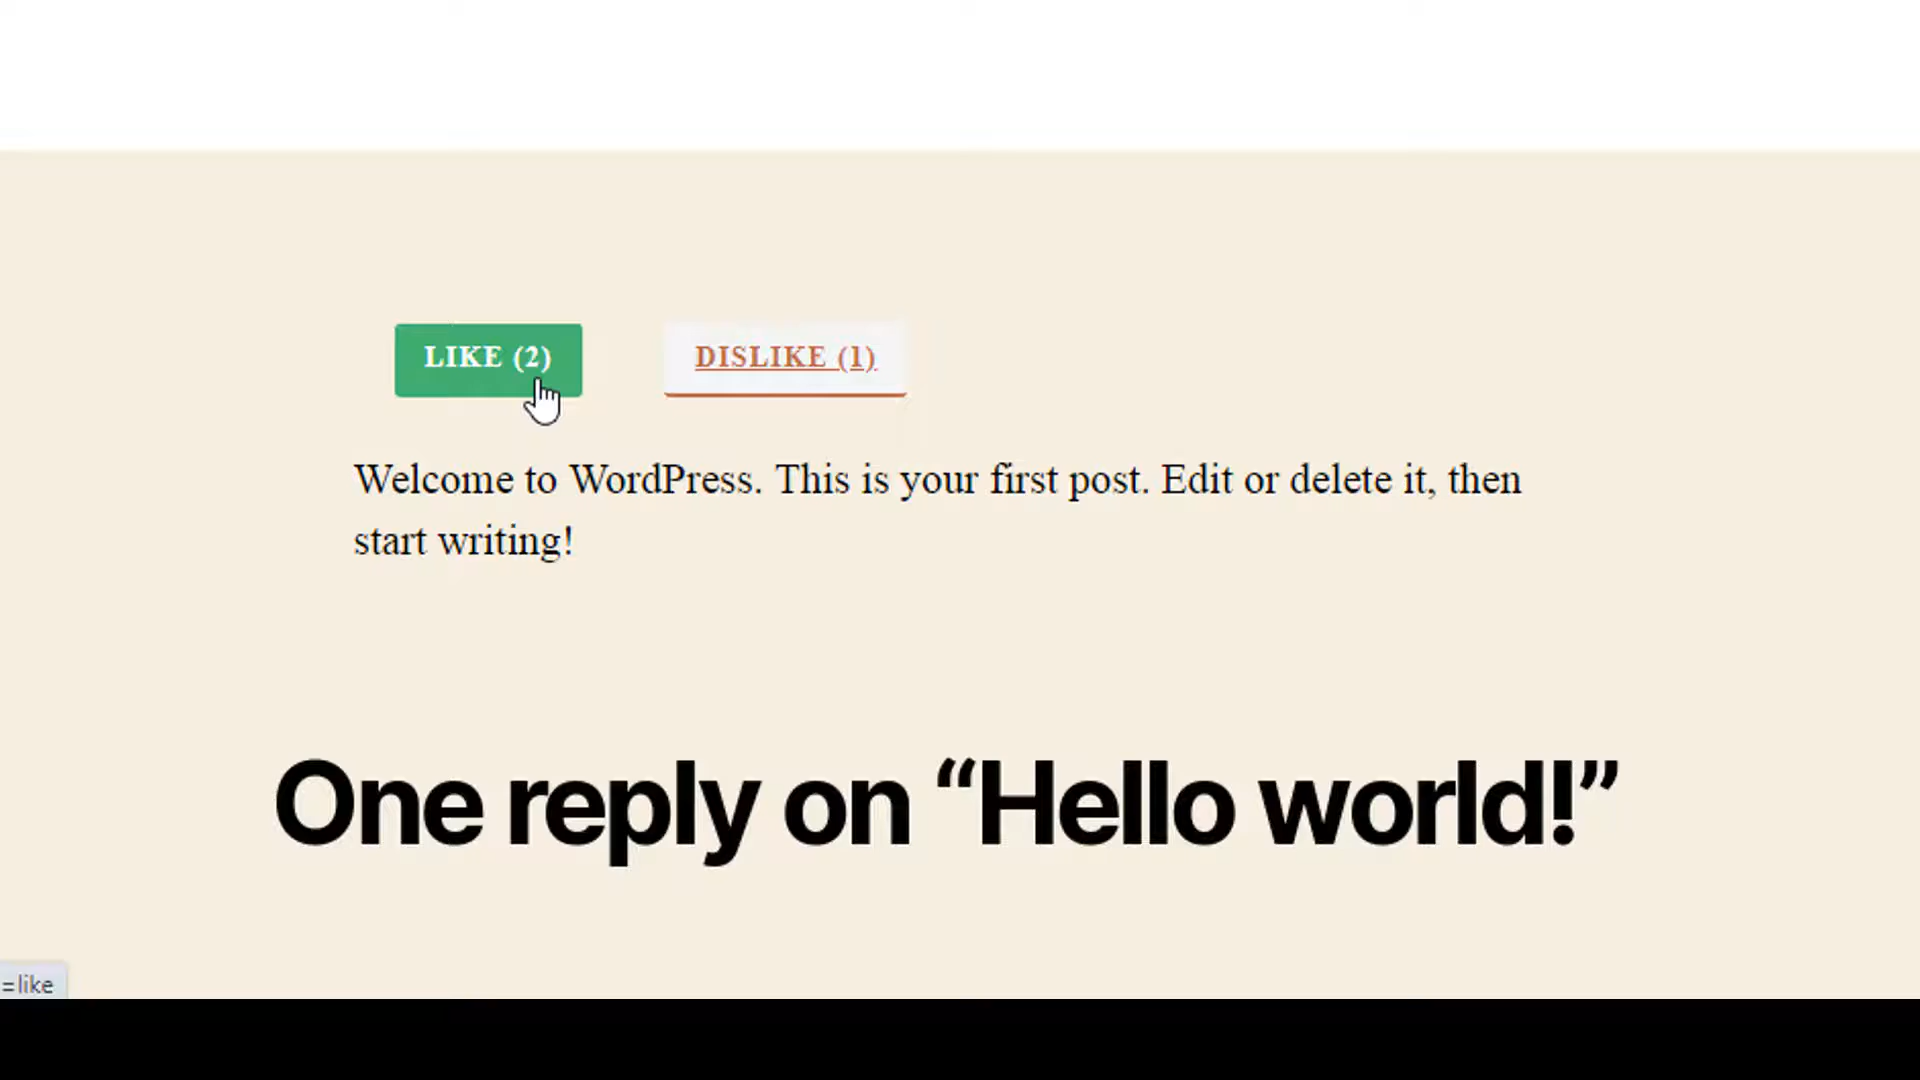 LIKE (2)
DISLIKE (1)
Welcome to WordPress. This is your first post. Edit or delete it, then
start writing!
One reply on “Hello world!”
=like